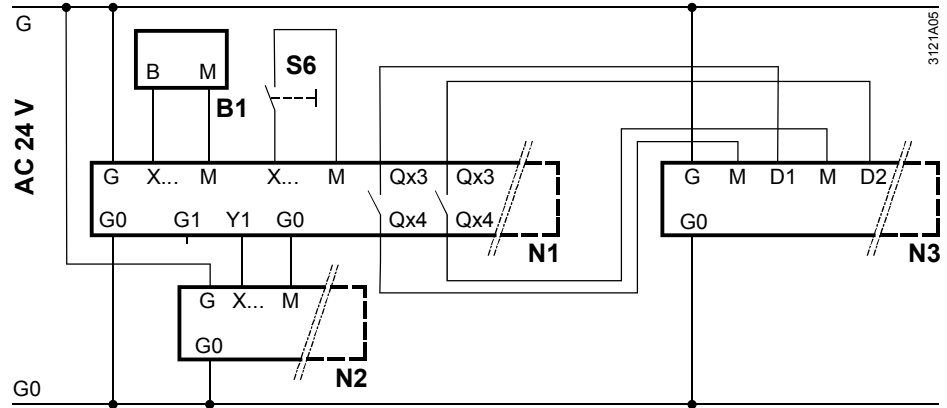 G
3121A05
AC 24 V
B M
B1
S6
G X... M X... M Qx3 Qx3
G0 G1 Y1 G0 Qx4 Qx4
N1
G M D1 M D2
G0
N3
G X... M
G0
N2
G0